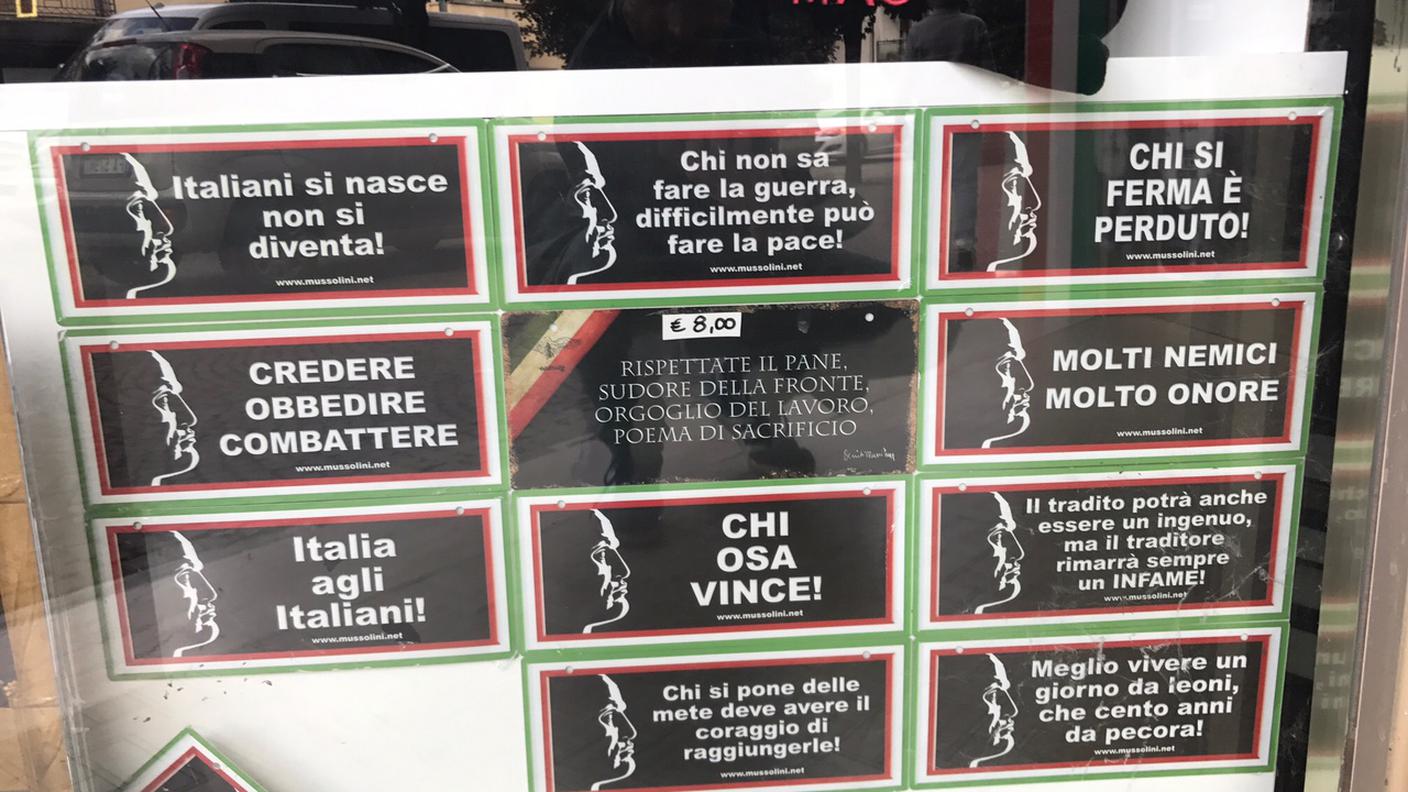 Italiani si nasce
non si
diventa!
www.mussolini.net
Chi non sa
fare la guerra,
difficilmente può
fare la pace!
www.mussolini.net
CHI SI
FERMA È
PERDUTO!
www.mussolini.net
CREDERE
OBBEDIRE
COMBATTERE
www.mussolini.net
€ 8,00
RISPETTATE IL PANE,
SUDORE DELLA FRONTE,
ORGOGLIO DEL LAVORO,
POEMA DI SACRIFICIO
MOLTI NEMICI
MOLTO ONORE
www.mussolini.net
Italia
agli
Italiani!
www.mussolini.net
CHI
OSA
VINCE!
www.mussolini.net
Il tradito potrà anche
essere un ingenuo,
ma il traditore
rimarrà sempre
un INFAME!
www.mussolini.net
Chi si pone delle
mete deve avere il
coraggio di
raggiungerle!
www.mussolini.net
Meglio vivere un
giorno da leoni,
che cento anni
da pecora!
www.mussolini.net